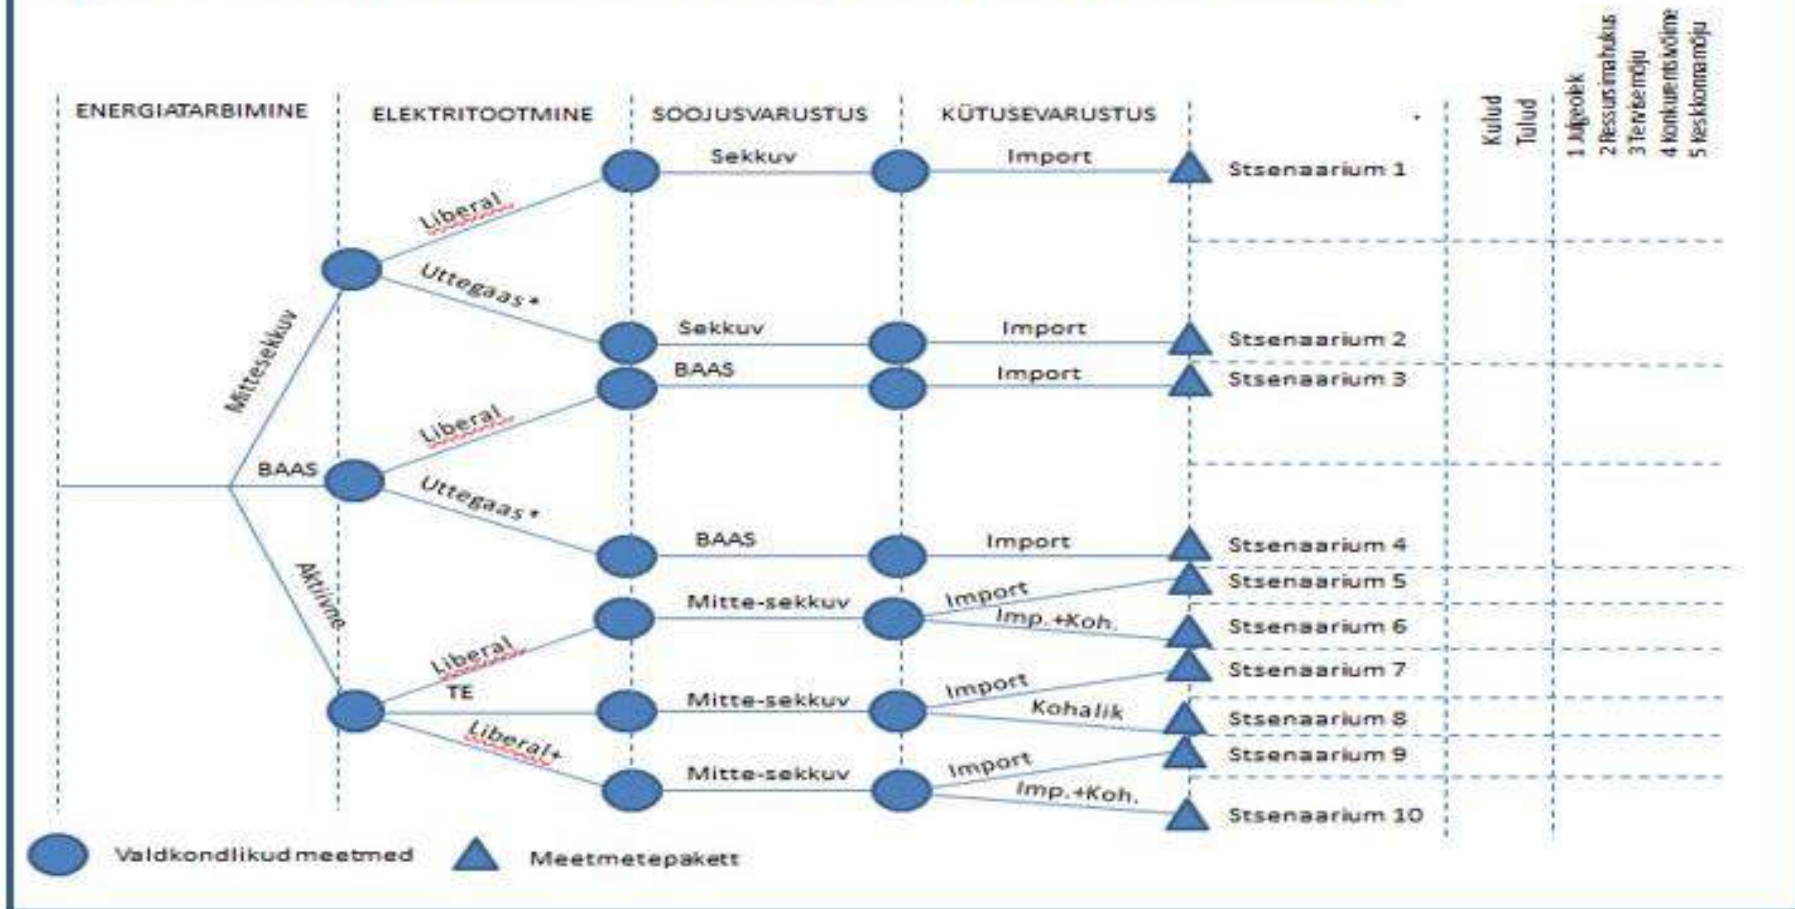 ENERGIATARBIMINE
ELEKTRITOOTMINE
SOOJUSVARUSTUS
KÜTUSEVARUSTUS
Kulud
Tulud
1 Julgeolek
2 Ressursimahukus
3 Tervisemõju
4 Konkurentsivõime
5 Keskkonnamõju
Liberal
Sekkuv
Import
Stsenaarium 1
Mittesekkuv
Uttegaas*
Sekkuv
Import
Stsenaarium 2
BAAS
Import
Stsenaarium 3
Liberal
BAAS
Uttegaas*
BAAS
Import
Stsenaarium 4
Aktiivne
Import
Stsenaarium 5
Liberal
Mitte-sekkuv
Imp.+Koh.
Stsenaarium 6
TE
Mitte-sekkuv
Import
Stsenaarium 7
Kohalik
Stsenaarium 8
Liberal+
Mitte-sekkuv
Import
Stsenaarium 9
Imp.+Koh.
Stsenaarium 10
Valdkondlikud meetmed
Meetmetepakett